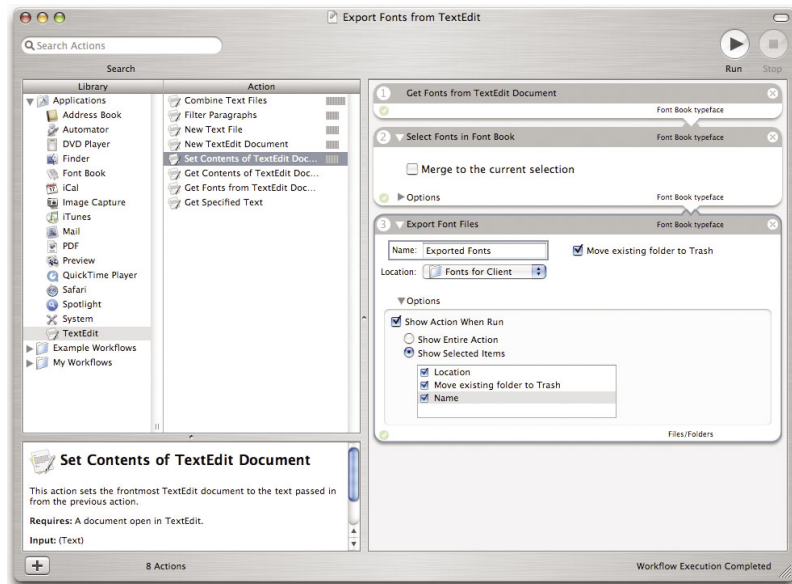 Export Fonts from TextEdit
Search Actions
Search
Run
Stop
Library
Action
Applications
Address Book
Automator
DVD Player
Finder
Font Book
iCal
Image Capture
iTunes
Mail
PDF
Preview
QuickTime Player
Safari
Spotlight
System
TextEdit
Example Workflows
My Workflows
Combine Text Files
Filter Paragraphs
New Text File
New TextEdit Document
Set Contents of TextEdit Doc...
Get Contents of TextEdit Doc...
Get Fonts from TextEdit Doc...
Get Specified Text
Set Contents of TextEdit Document
This action sets the frontmost TextEdit document to the text passed in
from the previous action.
Requires: A document open in TextEdit.
Input: (Text)
1 Get Fonts from TextEdit Document
Font Book typeface
2 Select Fonts in Font Book
Font Book typeface
Merge to the current selection
Options
Font Book typeface
3 Export Font Files
Font Book typeface
Name: Exported Fonts
Move existing folder to Trash
Location: Fonts for Client
Options
Show Action When Run
Show Entire Action
Show Selected Items
Location
Move existing folder to Trash
Name
Files/Folders
8 Actions
Workflow Execution Completed